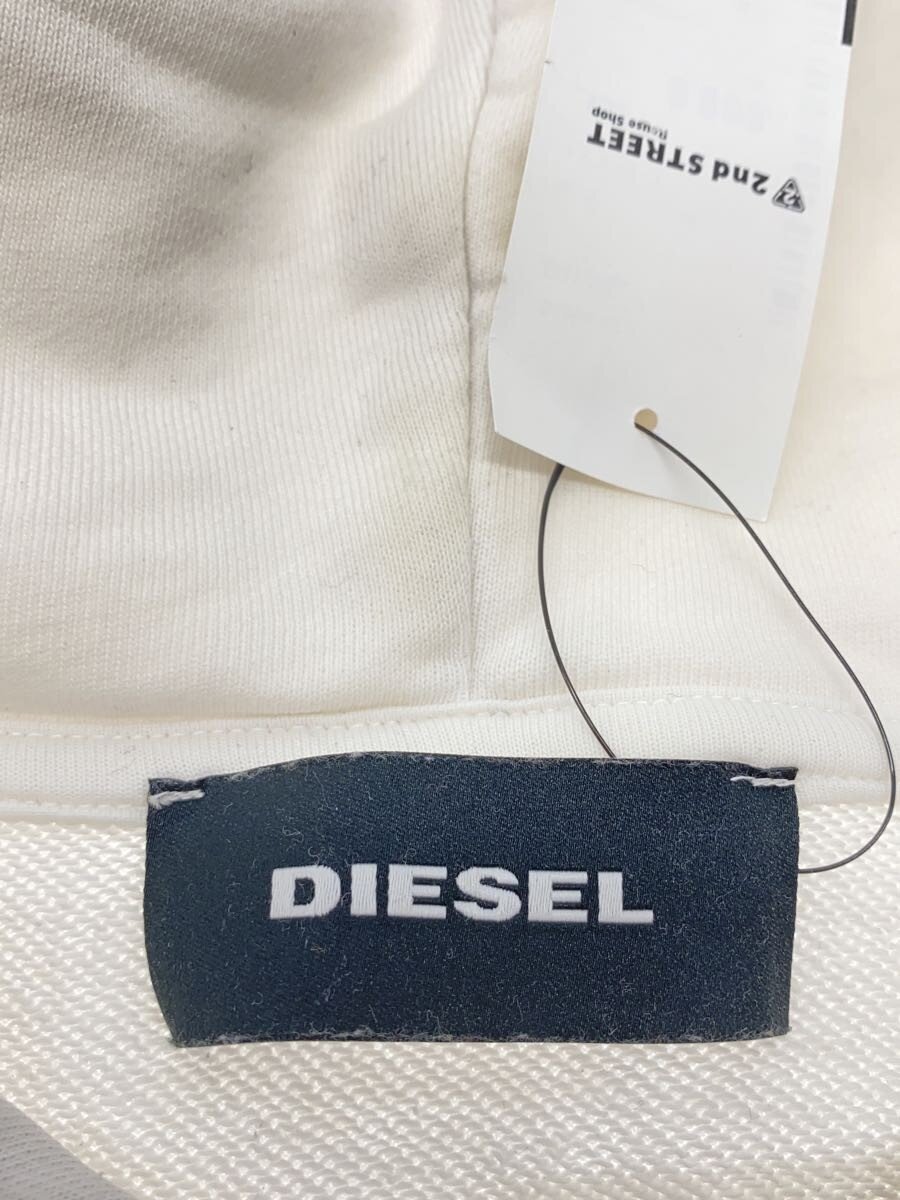 2nd STREET
Reuse Shop
DIESEL